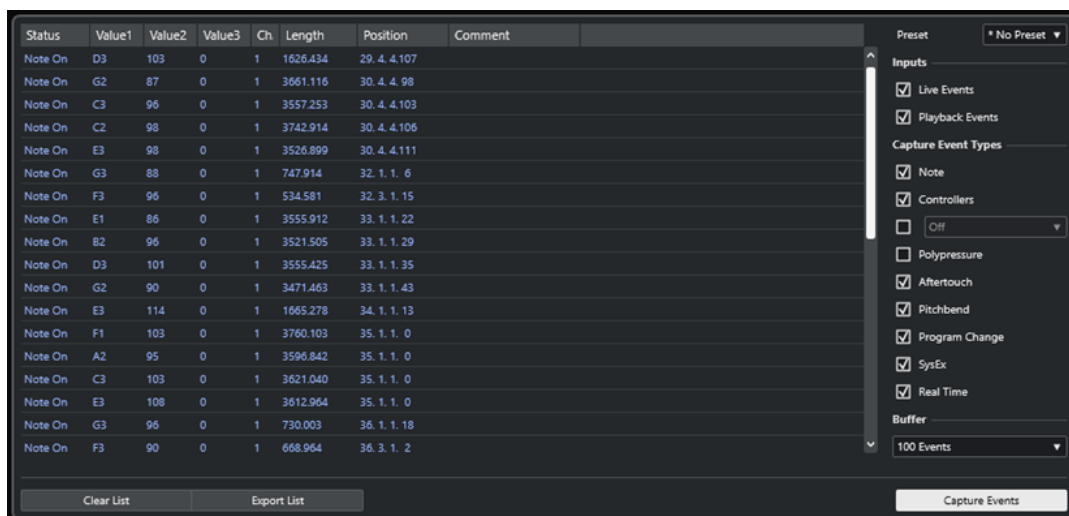 Status Value1 Value2 Value3 Ch. Length Position Comment Preset * No Preset
Note On D3 103 0 1 1626.434 29. 4. 4.107
Inputs
Note On G2 87 0 1 3661.116 30. 4. 4. 98
Live Events
Note On C3 96 0 1 3557.253 30. 4. 4.103
Note On C2 98 0 1 3742.914 30. 4. 4.106
Playback Events
Note On E3 98 0 1 3526.899 30. 4. 4.111
Capture Event Types
Note On G3 88 0 1 747.914 32. 1. 1. 6
Note
Note On F3 96 0 1 534.581 32. 3. 1. 15
Controllers
Note On E1 86 0 1 3555.912 33. 1. 1. 22
Off
Note On B2 96 0 1 3521.505 33. 1. 1. 29
Polypressure
Note On D3 101 0 1 3555.425 33. 1. 1. 35
Aftertouch
Note On G2 90 0 1 3471.463 33. 1. 1. 43
Note On E3 114 0 1 1665.278 34. 1. 1. 13
Pitchbend
Note On F1 103 0 1 3760.103 35. 1. 1. 0
Program Change
Note On A2 95 0 1 3596.842 35. 1. 1. 0
SysEx
Note On C3 103 0 1 3621.040 35. 1. 1. 0
Real Time
Note On E3 108 0 1 3612.964 35. 1. 1. 0
Buffer
Note On G3 96 0 1 730.003 36. 1. 1. 18
Note On F3 90 0 1 668.964 36. 3. 1. 2
100 Events
Clear List Export List Capture Events